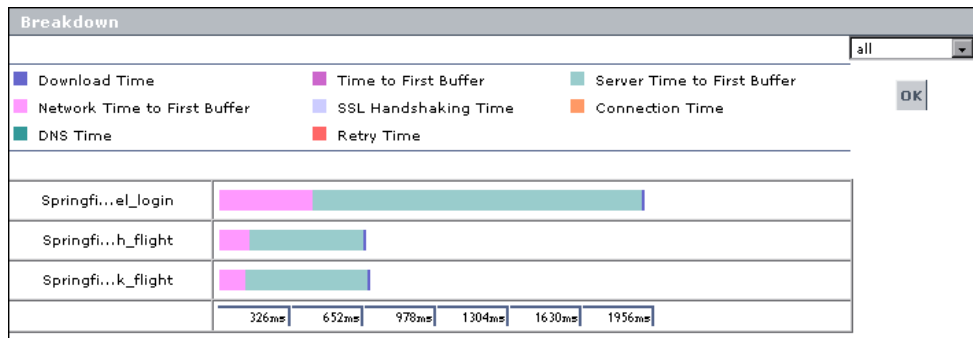 Breakdown
all
Download Time Time to First Buffer Server Time to First Buffer
OK
Network Time to First Buffer SSL Handshaking Time Connection Time
DNS Time Retry Time
Springfi...el_login
Springfi...h_flight
Springfi...k_flight
326ms 652ms 978ms 1304ms 1630ms 1956ms